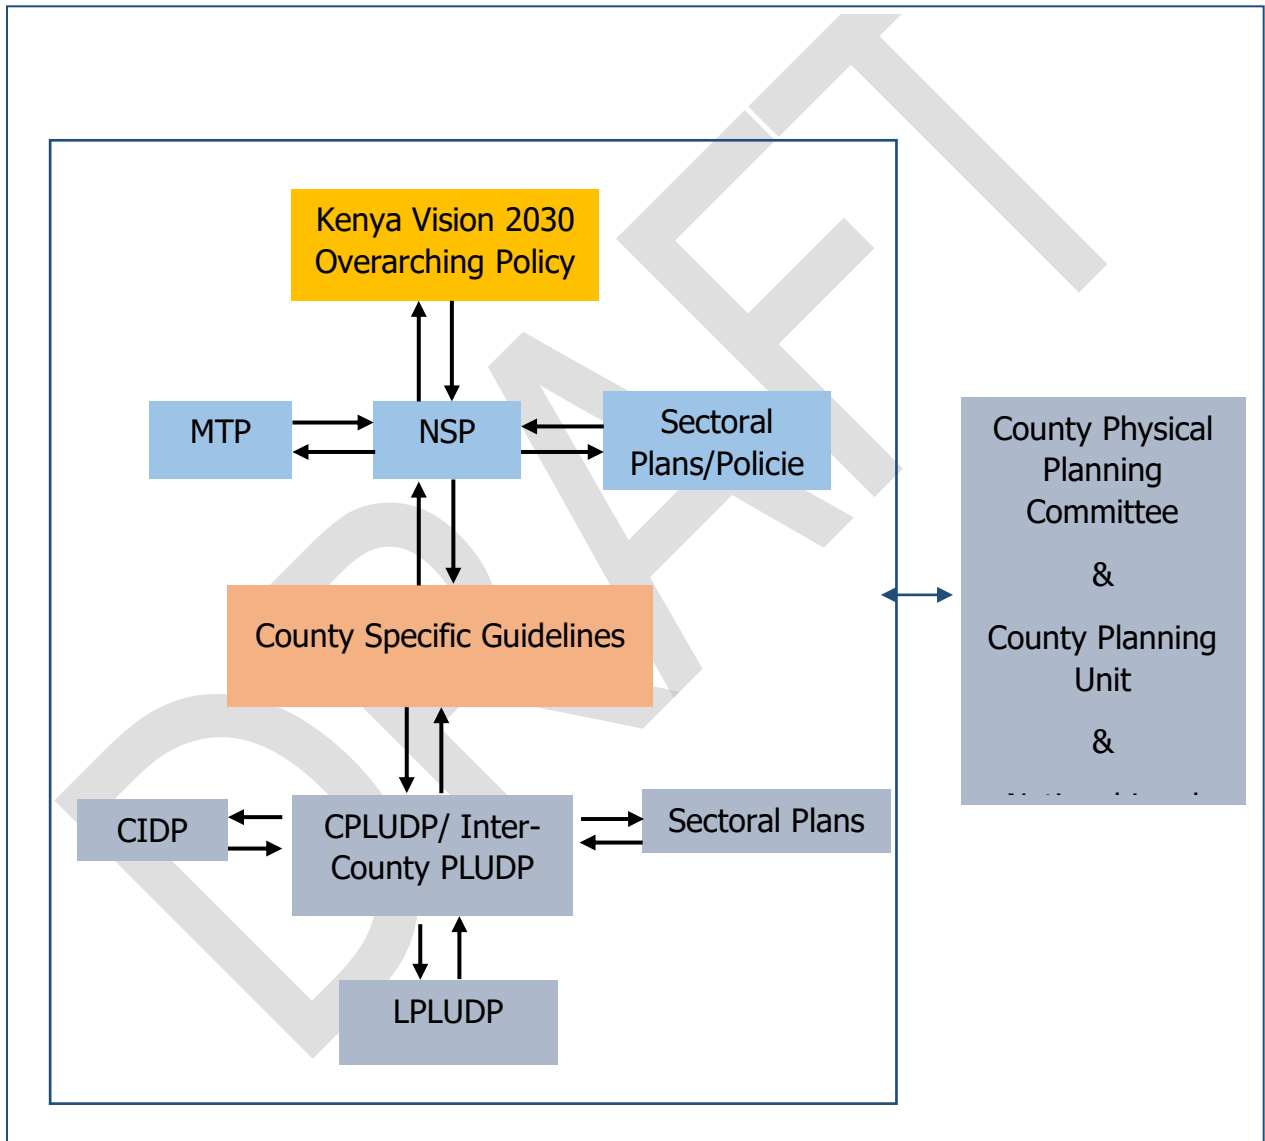 DRAFT
Kenya Vision 2030
Overarching Policy
MTP
NSP
Sectoral
Plans/Policie
County Specific Guidelines
CIDP
CPLUDP/ Inter-
County PLUDP
Sectoral Plans
LPLUDP
County Physical
Planning
Committee
&
County Planning
Unit
&